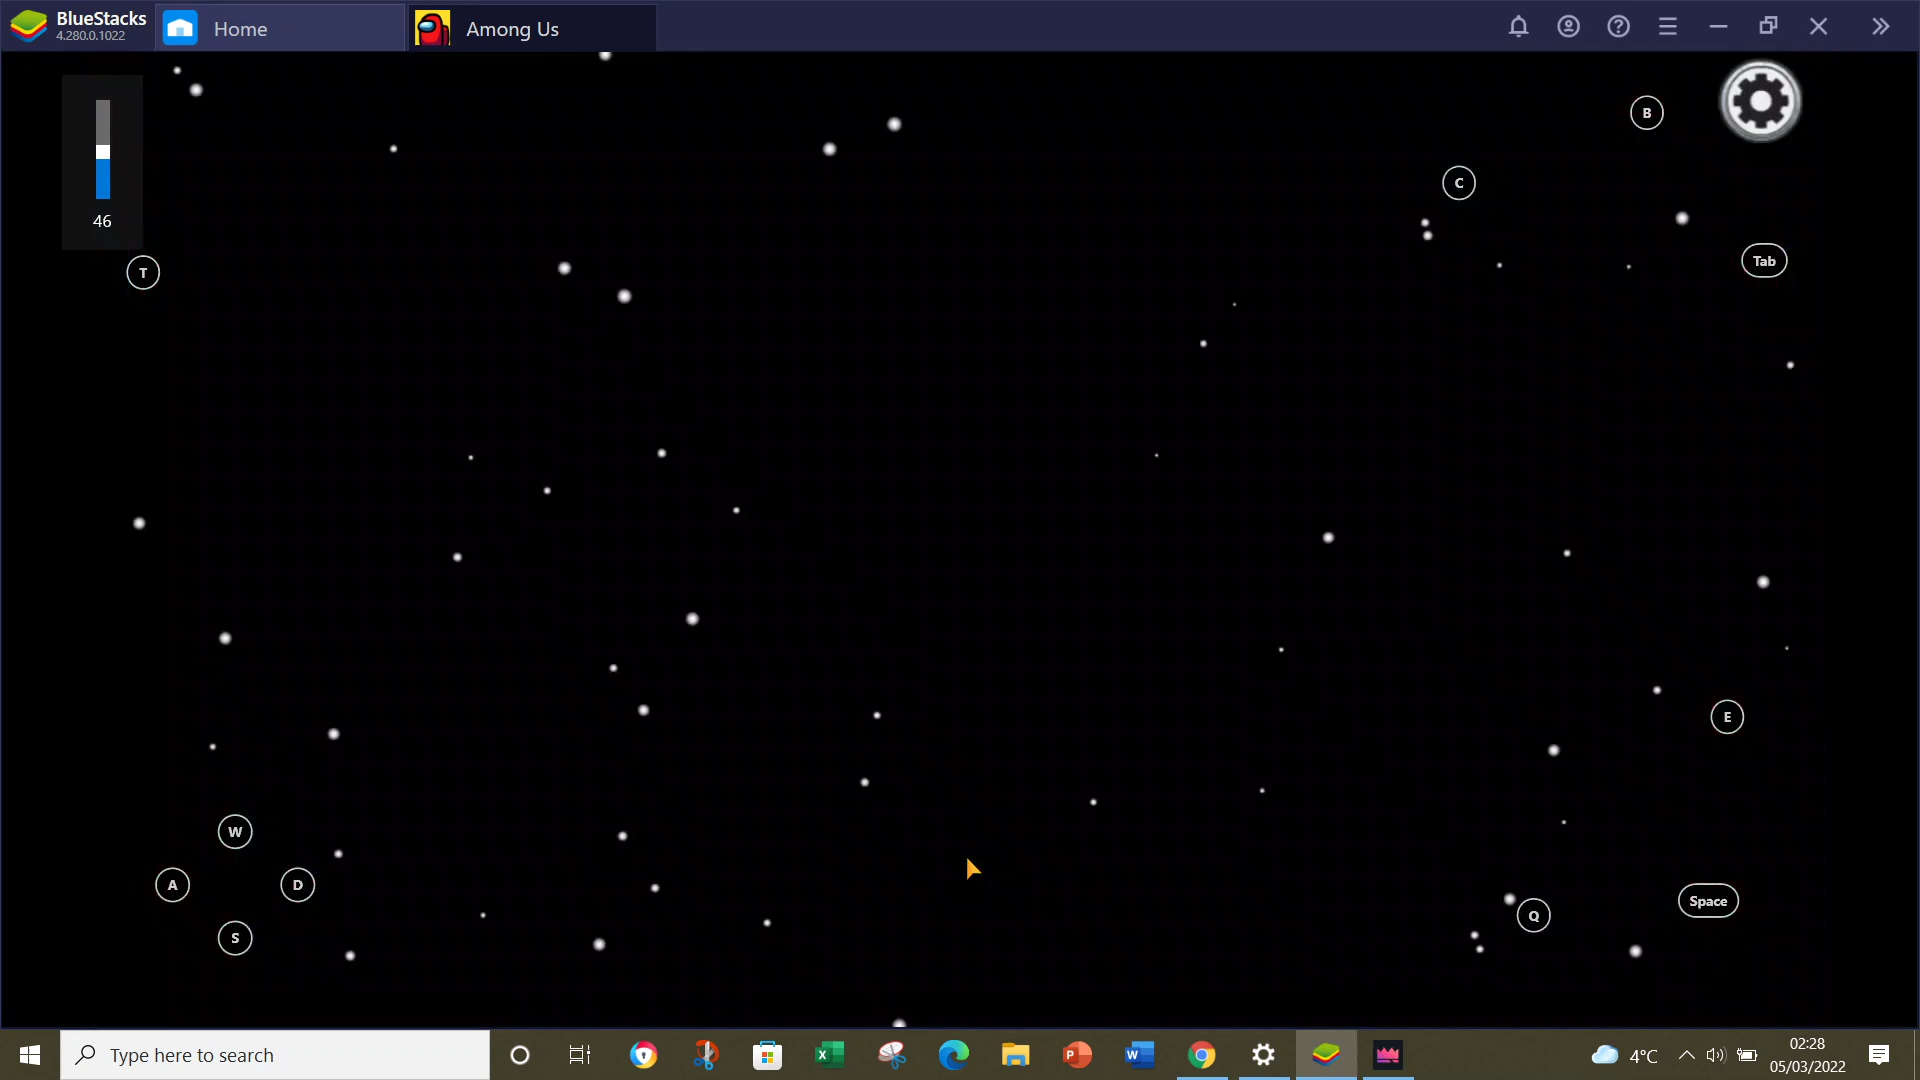 BlueStacks
4.280.0.1022
Home
Among Us
46
B
C
T
Tab
E
W
A
D
S
Q
Space
Type here to search
4°C
02:28
05/03/2022